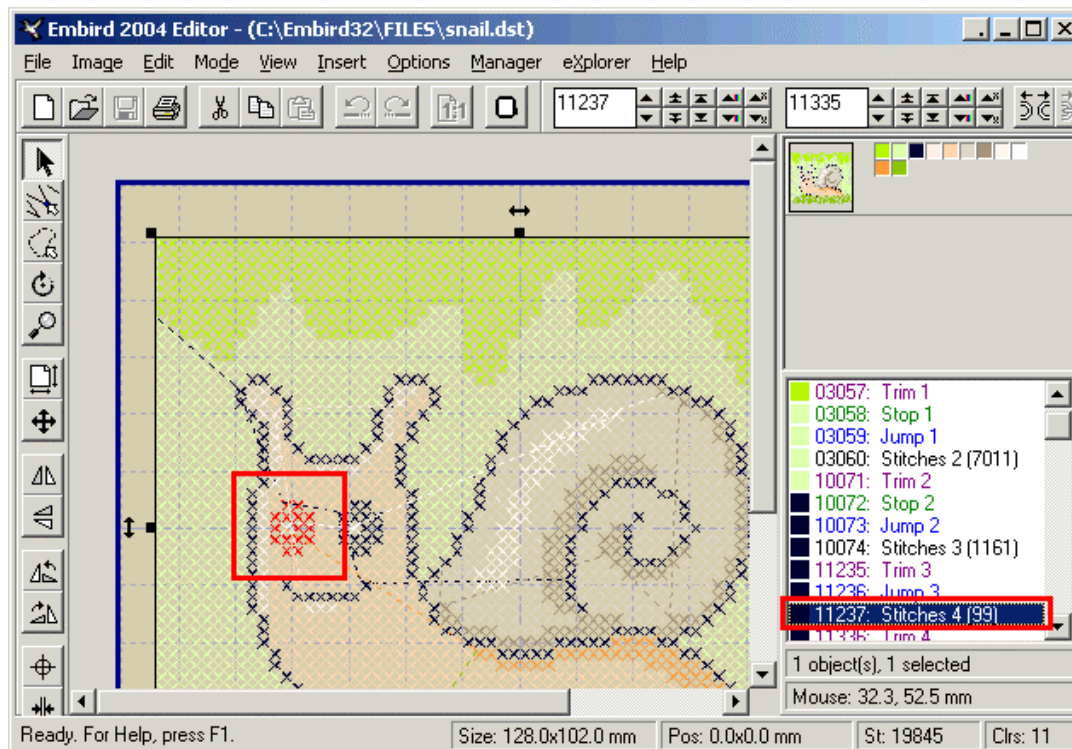 Embird 2004 Editor - (C:\Embird32\FILES\snail.dst)
File Image Edit Mode View Insert Options Manager eXplorer Help
1:1 11237 11335
03057: Trim 1
03058: Stop 1
03059: Jump 1
03060: Stitches 2 (7011)
10071: Trim 2
10072: Stop 2
10073: Jump 2
10074: Stitches 3 (1161)
11235: Trim 3
11236: Jump 3
11237: Stitches 4 (99)
11336: Trim 4
1 object(s), 1 selected
Mouse: 32.3, 52.5 mm
Ready. For Help, press F1. Size: 128.0x102.0 mm Pos: 0.0x0.0 mm St: 19845 Clrs: 11